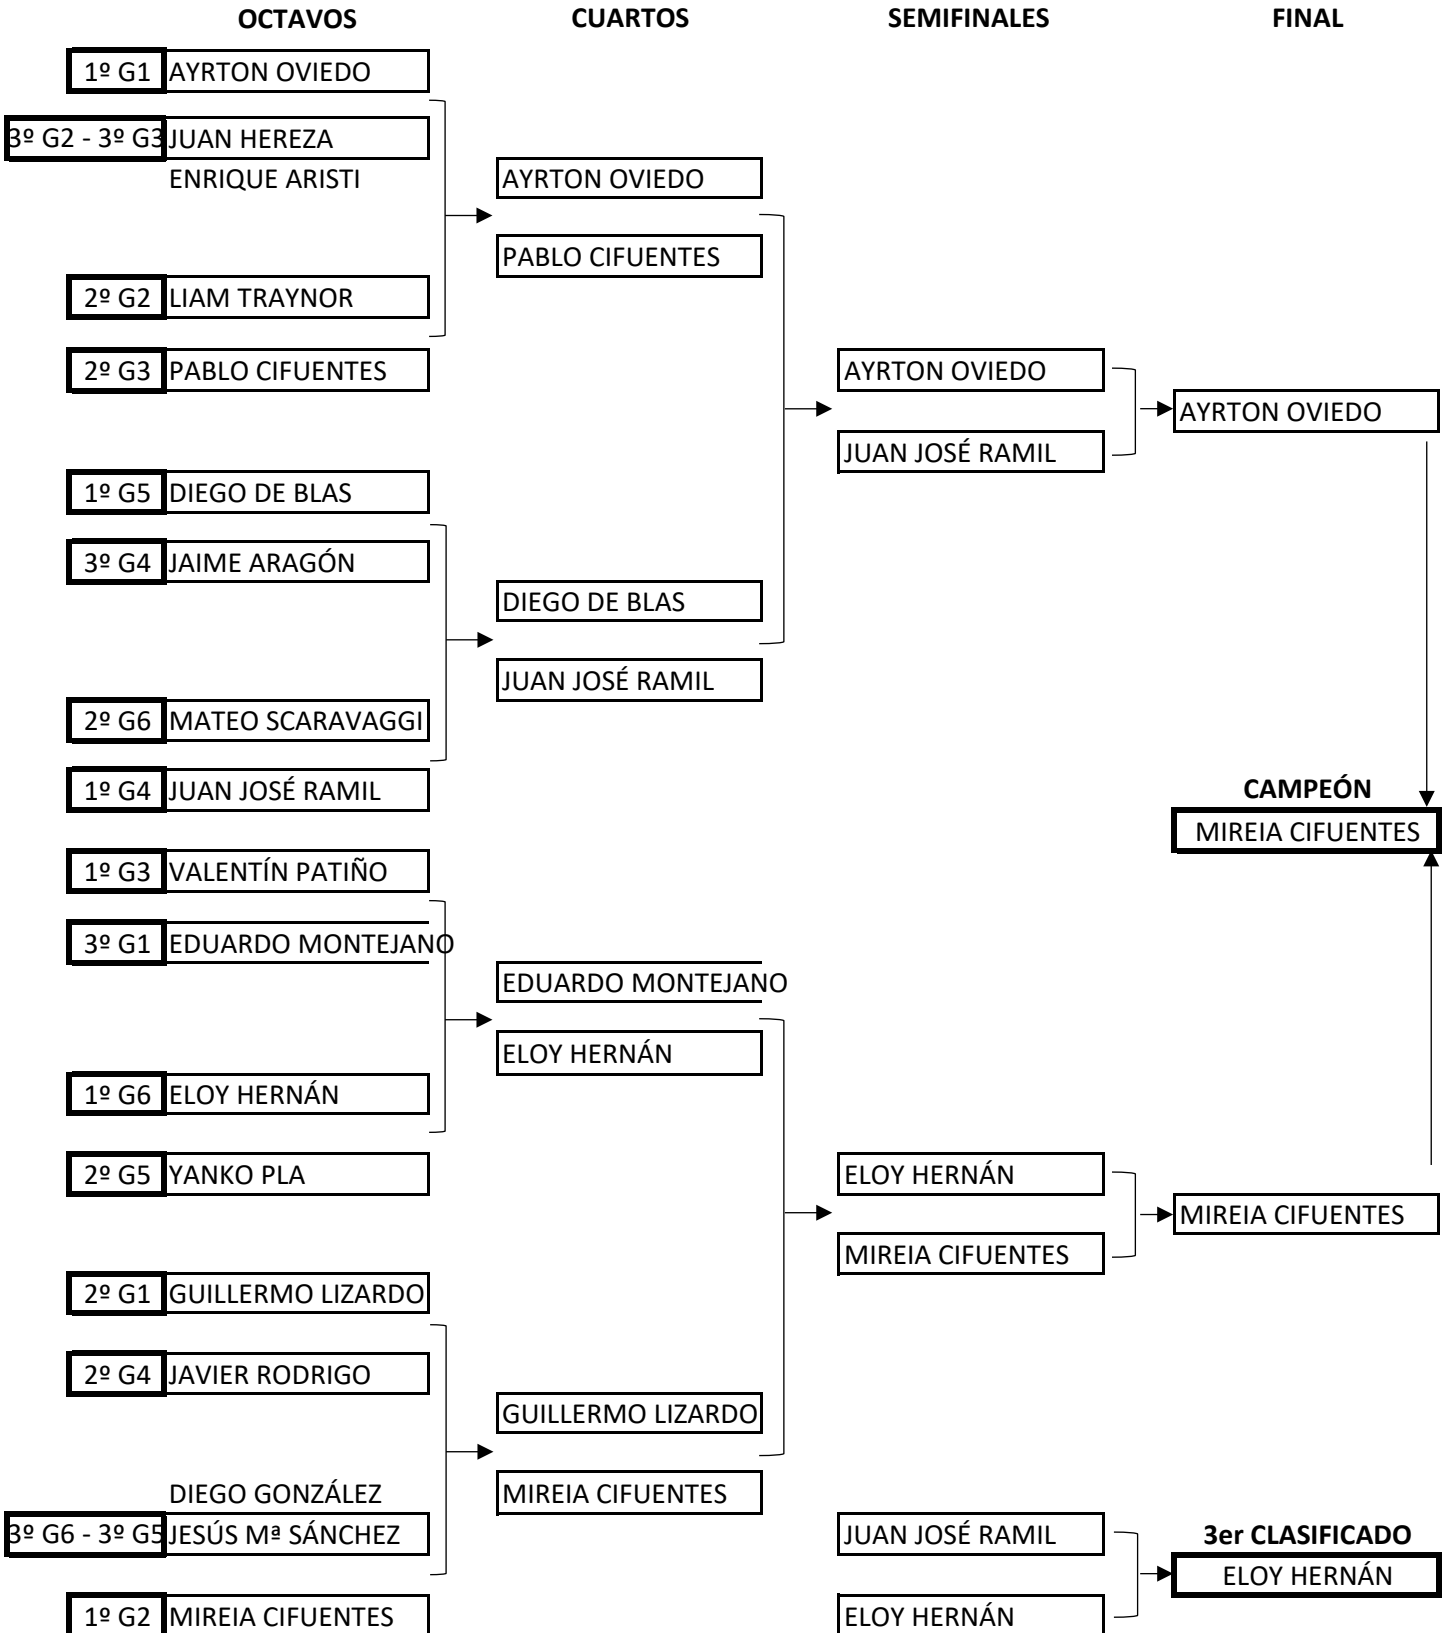 OCTAVOS
CUARTOS
SEMIFINALES
FINAL
1º G1 AYRTON OVIEDO
3º G2 - 3º G3 JUAN HEREZA
ENRIQUE ARISTI
AYRTON OVIEDO
PABLO CIFUENTES
2º G2 LIAM TRAYNOR
2º G3 PABLO CIFUENTES
AYRTON OVIEDO
AYRTON OVIEDO
JUAN JOSÉ RAMIL
1º G5 DIEGO DE BLAS
3º G4 JAIME ARAGÓN
DIEGO DE BLAS
JUAN JOSÉ RAMIL
2º G6 MATEO SCARAVAGGI
1º G4 JUAN JOSÉ RAMIL
CAMPEÓN
MIREIA CIFUENTES
1º G3 VALENTÍN PATIÑO
3º G1 EDUARDO MONTEJANO
EDUARDO MONTEJANO
ELOY HERNÁN
1º G6 ELOY HERNÁN
2º G5 YANKO PLA
ELOY HERNÁN
MIREIA CIFUENTES
MIREIA CIFUENTES
2º G1 GUILLERMO LIZARDO
2º G4 JAVIER RODRIGO
GUILLERMO LIZARDO
MIREIA CIFUENTES
DIEGO GONZÁLEZ
3º G6 - 3º G5 JESÚS Mª SÁNCHEZ
JUAN JOSÉ RAMIL
3er CLASIFICADO
ELOY HERNÁN
1º G2 MIREIA CIFUENTES
ELOY HERNÁN